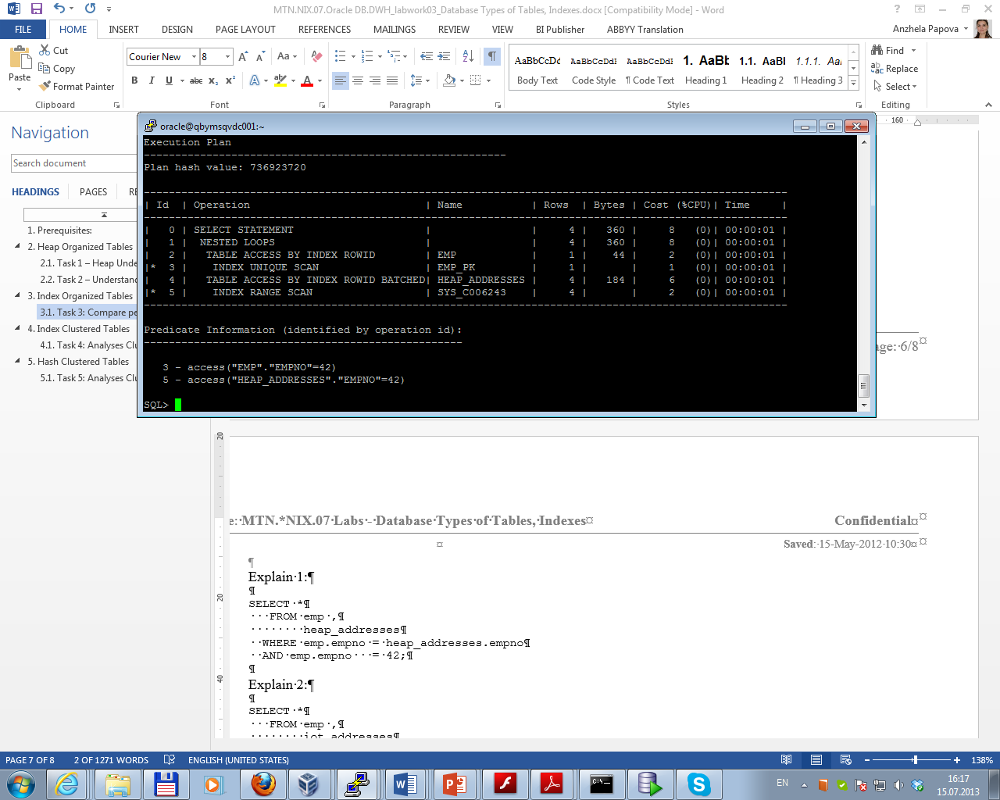 MTN.NIX.07.Oracle DB.DWH_labwork03_Database Types of Tables, Indexes.docx [Compatibility Mode] - Word
FILE HOME INSERT DESIGN PAGE LAYOUT REFERENCES MAILINGS REVIEW VIEW BI Publisher ABBYY Translation Anzhela Papova
Paste
Cut
Copy
Format Painter
Clipboard
Courier New 8
Font
Paragraph
AaBbCcDd AaBbCcDdE AaBbCcDdE 1. AaBb 1.1. AaBl 1.1.1. Aa
Body Text Code Style ¶ Code Text Heading 1 Heading 2 ¶ Heading 3
Styles
Find
Replace
Select
Editing
Navigation
Search document
HEADINGS PAGES RE
1. Prerequisites:
2. Heap Organized Tables
2.1. Task 1 – Heap Unde
2.2. Task 2 – Understand
3. Index Organized Tables
3.1. Task 3: Compare pe
4. Index Clustered Tables
4.1. Task 4: Analyses Clu
5. Hash Clustered Tables
5.1. Task 5: Analyses Clu
160
oracle@qbymsqvdc001:~
Execution Plan
----------------------------------------------------------
Plan hash value: 736923720
-------------------------------------------------------------------------------------------------------
| Id  | Operation                            | Name          | Rows  | Bytes | Cost (%CPU)| Time     |
-------------------------------------------------------------------------------------------------------
|   0 | SELECT STATEMENT                     |               |     4 |   360 |     8   (0)| 00:00:01 |
|   1 |  NESTED LOOPS                        |               |     4 |   360 |     8   (0)| 00:00:01 |
|   2 |   TABLE ACCESS BY INDEX ROWID        | EMP           |     1 |    44 |     2   (0)| 00:00:01 |
|*  3 |    INDEX UNIQUE SCAN                 | EMP_PK        |     1 |       |     1   (0)| 00:00:01 |
|   4 |   TABLE ACCESS BY INDEX ROWID BATCHED| HEAP_ADDRESSES |     4 |   184 |     6   (0)| 00:00:01 |
|*  5 |    INDEX RANGE SCAN                  | SYS_C006243   |     4 |       |     2   (0)| 00:00:01 |
-------------------------------------------------------------------------------------------------------
Predicate Information (identified by operation id):
---------------------------------------------------
3 - access("EMP"."EMPNO"=42)
5 - access("HEAP_ADDRESSES"."EMPNO"=42)
SQL>
age: 6/8¤
e:·MTN.*NIX.07·Labs·-·Database·Types·of·Tables,·Indexes¤ Confidential¤
¤ Saved:·15-May-2012·10:30¤
¶
Explain·1:¶
¶
SELECT·*¶
···FROM·emp·,¶
········heap_addresses¶
··WHERE·emp.empno·=·heap_addresses.empno¶
··AND·emp.empno···=·42;¶
¶
Explain·2:¶
¶
SELECT·*¶
···FROM·emp·,¶
········iot_addresses¶
20
20
40
PAGE 7 OF 8 2 OF 1271 WORDS ENGLISH (UNITED STATES) 138%
EN 16:17
15.07.2013